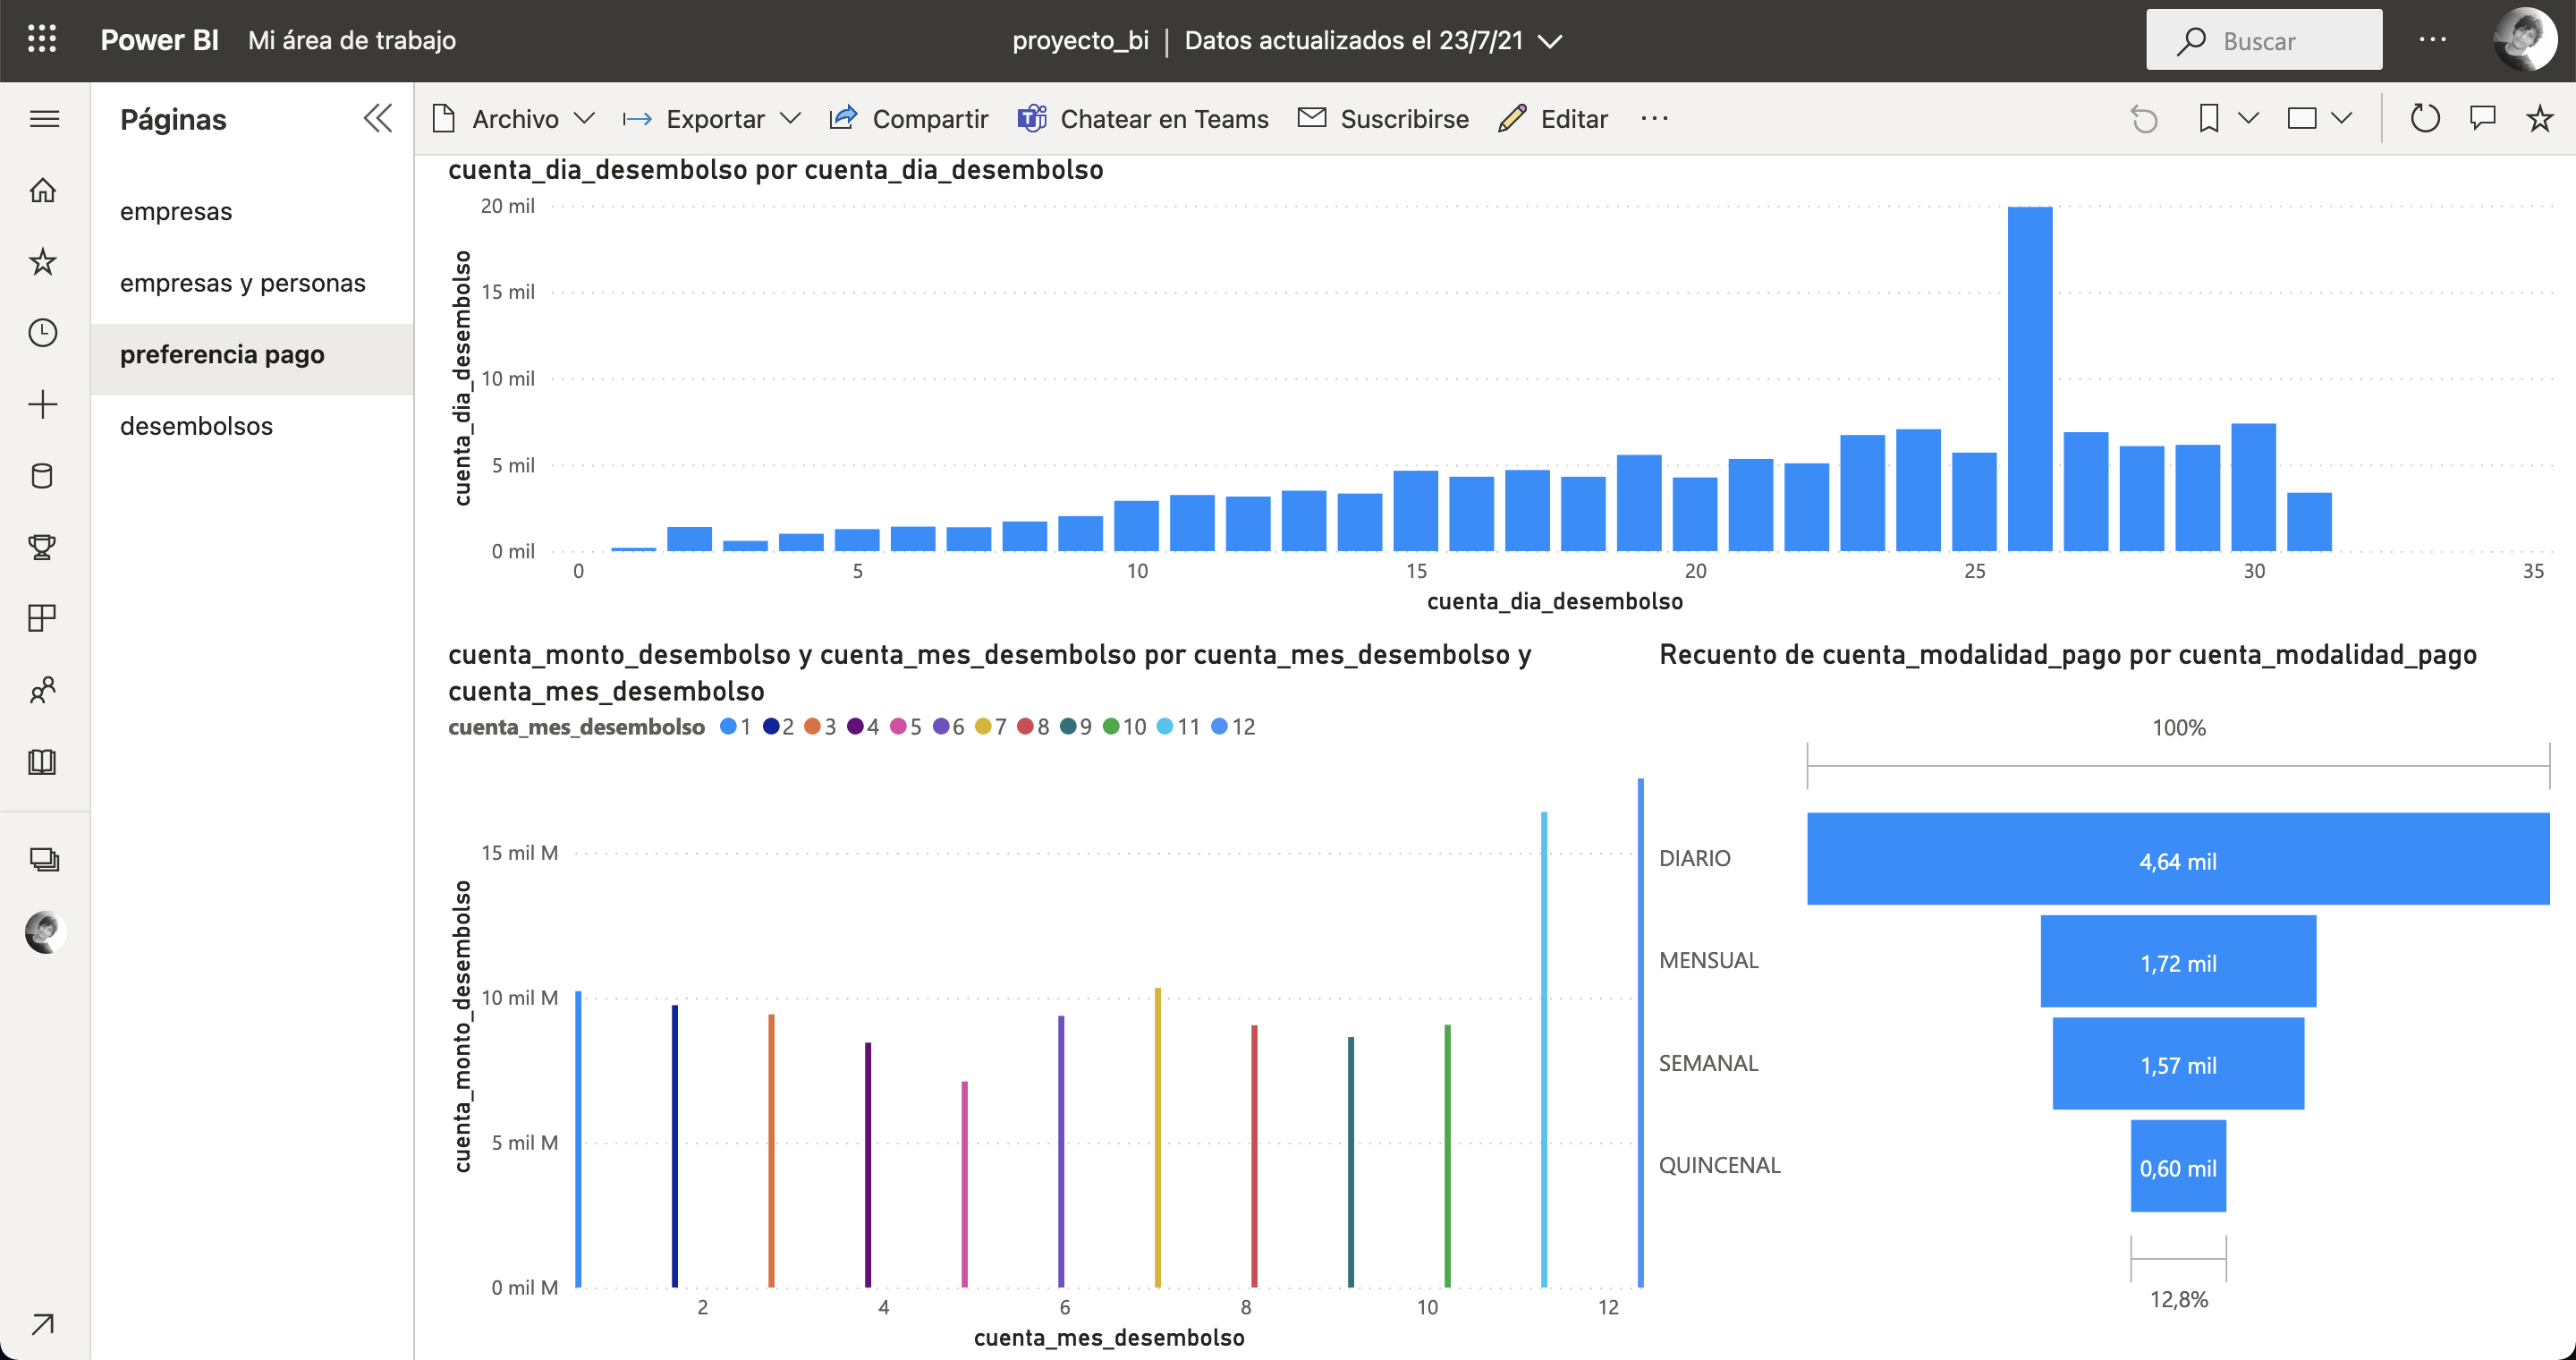 Power BI Mi área de trabajo
proyecto_bi | Datos actualizados el 23/7/21
Buscar
Páginas
empresas
empresas y personas
preferencia pago
desembolsos
Archivo
Exportar
Compartir
Chatear en Teams
Suscribirse
Editar
cuenta_dia_desembolso por cuenta_dia_desembolso
cuenta_dia_desembolso
20 mil
15 mil
10 mil
5 mil
0 mil
0 5 10 15 20 25 30 35
cuenta_dia_desembolso
cuenta_monto_desembolso y cuenta_mes_desembolso por cuenta_mes_desembolso y
cuenta_mes_desembolso
cuenta_mes_desembolso 1 2 3 4 5 6 7 8 9 10 11 12
cuenta_monto_desembolso
15 mil M
10 mil M
5 mil M
0 mil M
2 4 6 8 10 12
cuenta_mes_desembolso
Recuento de cuenta_modalidad_pago por cuenta_modalidad_pago
100%
DIARIO 4,64 mil
MENSUAL 1,72 mil
SEMANAL 1,57 mil
QUINCENAL 0,60 mil
12,8%